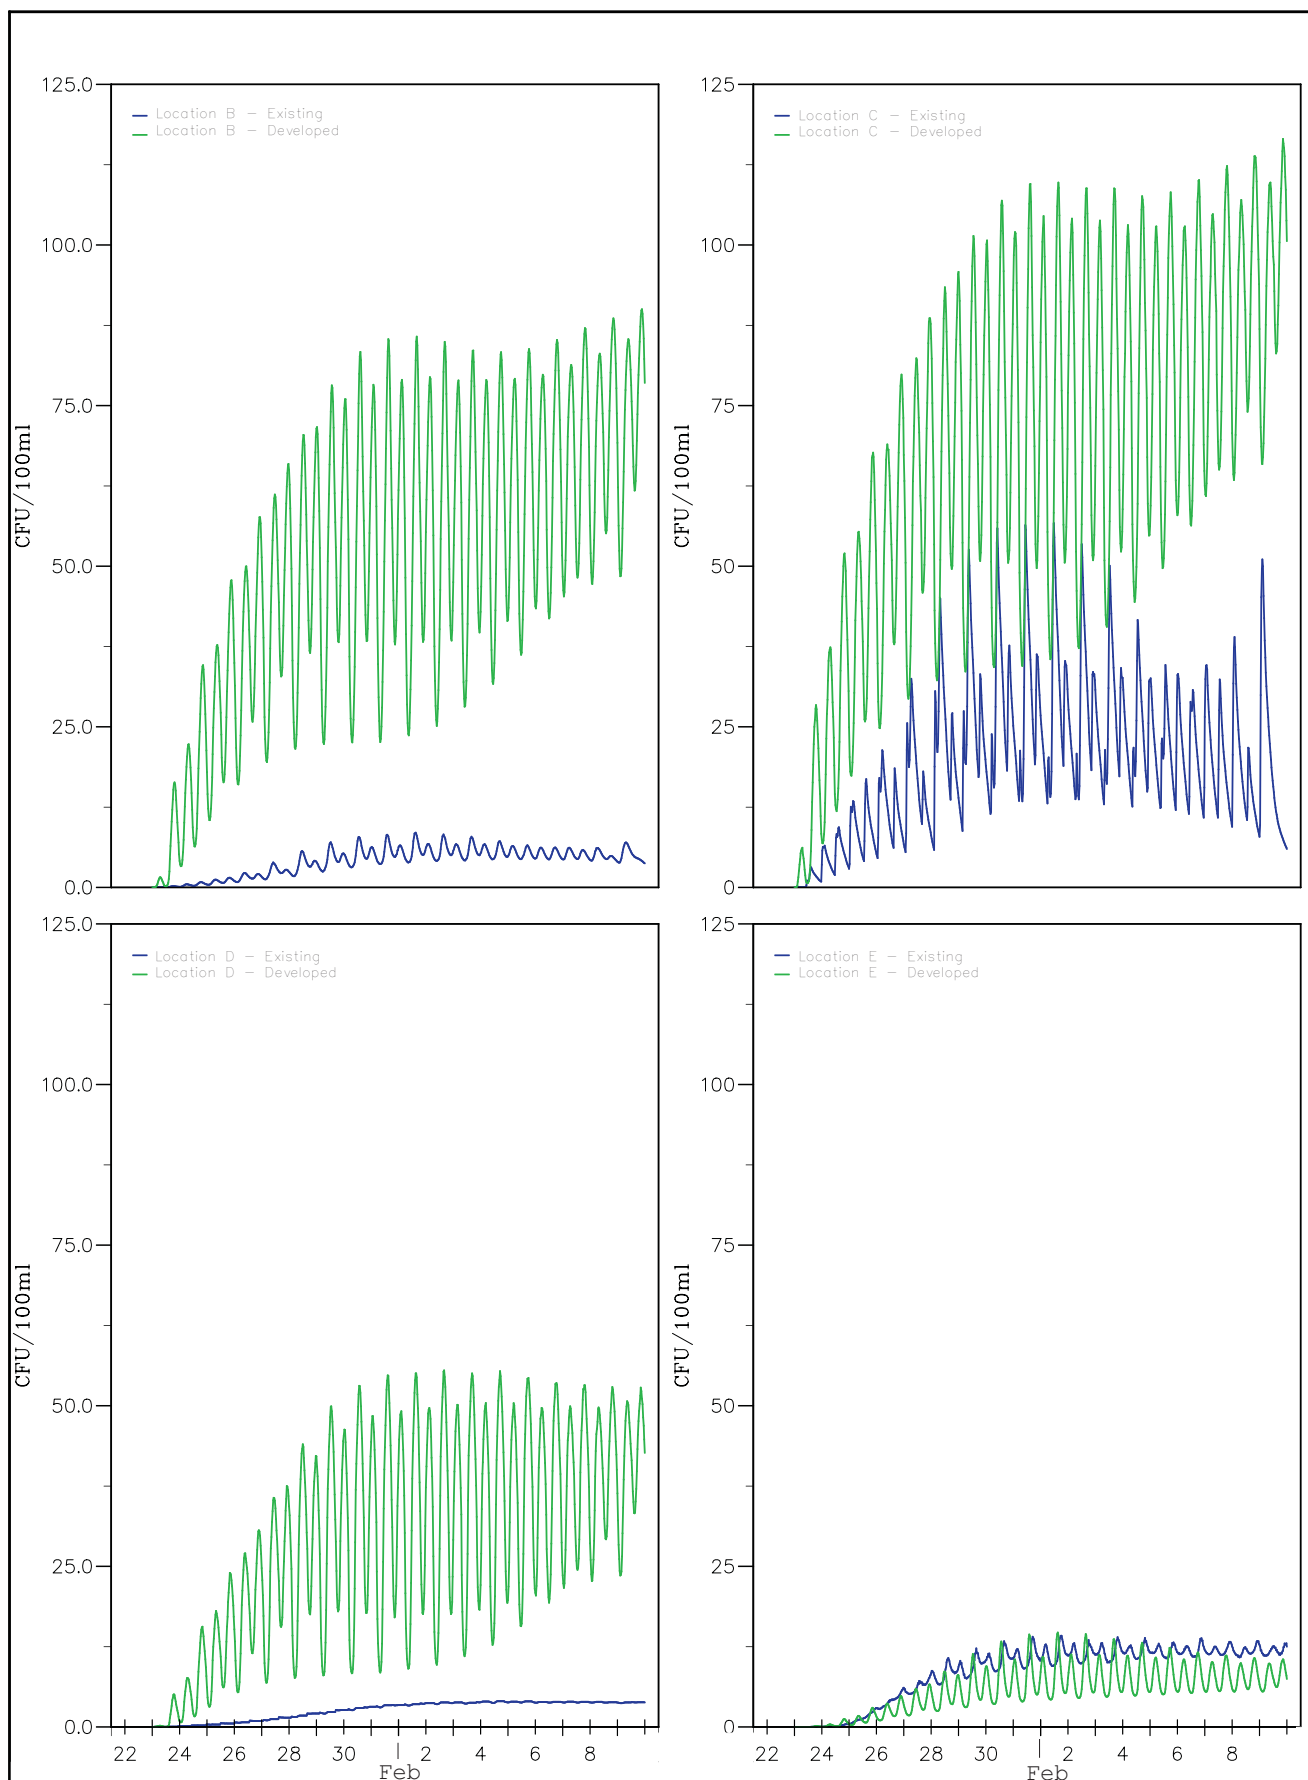 125.0
Location B - Existing
Location B - Developed
100.0
75.0
50.0
25.0
0.0
CFU/100ml
125
Location C - Existing
Location C - Developed
100
75
50
25
0
CFU/100ml
125.0
Location D - Existing
Location D - Developed
100.0
75.0
50.0
25.0
0.0
CFU/100ml
22 24 26 28 30 | 2 4 6 8
Feb
125
Location E - Existing
Location E - Developed
100
75
50
25
0
CFU/100ml
22 24 26 28 30 | 2 4 6 8
Feb